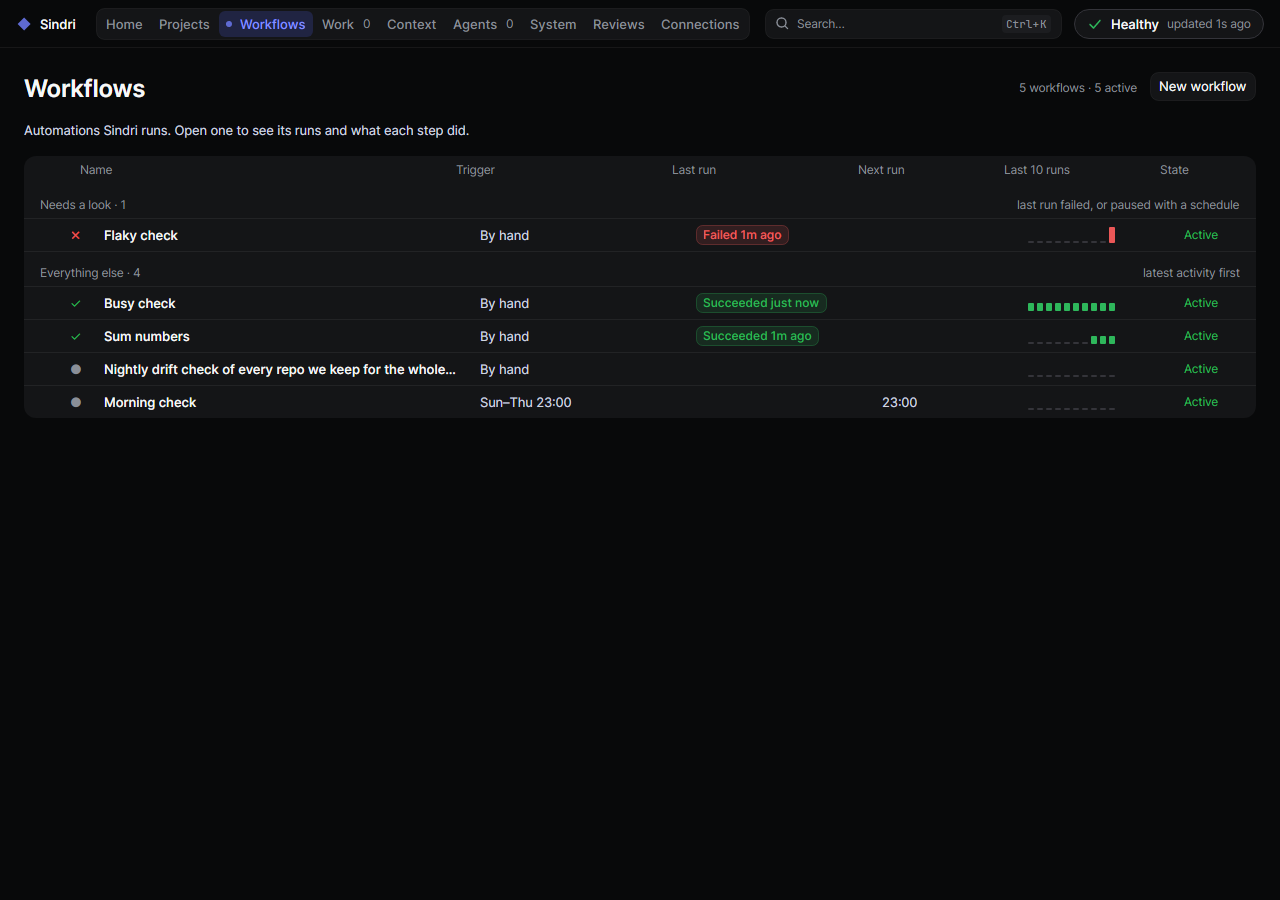 Sindri Home Projects Workflows Work 0 Context Agents 0 System Reviews Connections Search... Ctrl+K Healthy updated 1s ago
Workflows 5 workflows · 5 active New workflow
Automations Sindri runs. Open one to see its runs and what each step did.
Name Trigger Last run Next run Last 10 runs State
Needs a look · 1 last run failed, or paused with a schedule
Flaky check By hand Failed 1m ago Active
Everything else · 4 latest activity first
Busy check By hand Succeeded just now Active
Sum numbers By hand Succeeded 1m ago Active
Nightly drift check of every repo we keep for the whole... By hand Active
Morning check Sun–Thu 23:00 23:00 Active